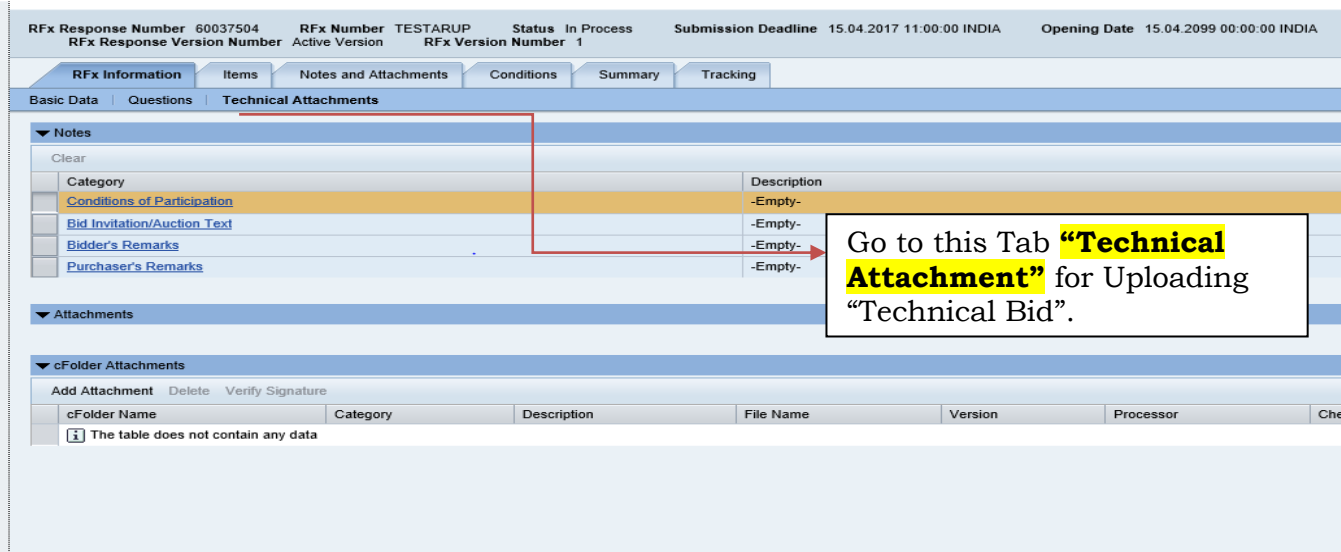 RFx Response Number 60037504 RFx Number TESTARUP Status In Process Submission Deadline 15.04.2017 11:00:00 INDIA Opening Date 15.04.2099 00:00:00 INDIA
RFx Response Version Number Active Version RFx Version Number 1
RFx Information Items Notes and Attachments Conditions Summary Tracking
Basic Data | Questions | Technical Attachments
Notes
Clear
Category Description
Conditions of Participation -Empty-
Bid Invitation/Auction Text -Empty-
Bidder's Remarks -Empty-
Purchaser's Remarks -Empty-
Go to this Tab “Technical
Attachment” for Uploading
“Technical Bid”.
Attachments
cFolder Attachments
Add Attachment Delete Verify Signature
cFolder Name Category Description File Name Version Processor Che
The table does not contain any data